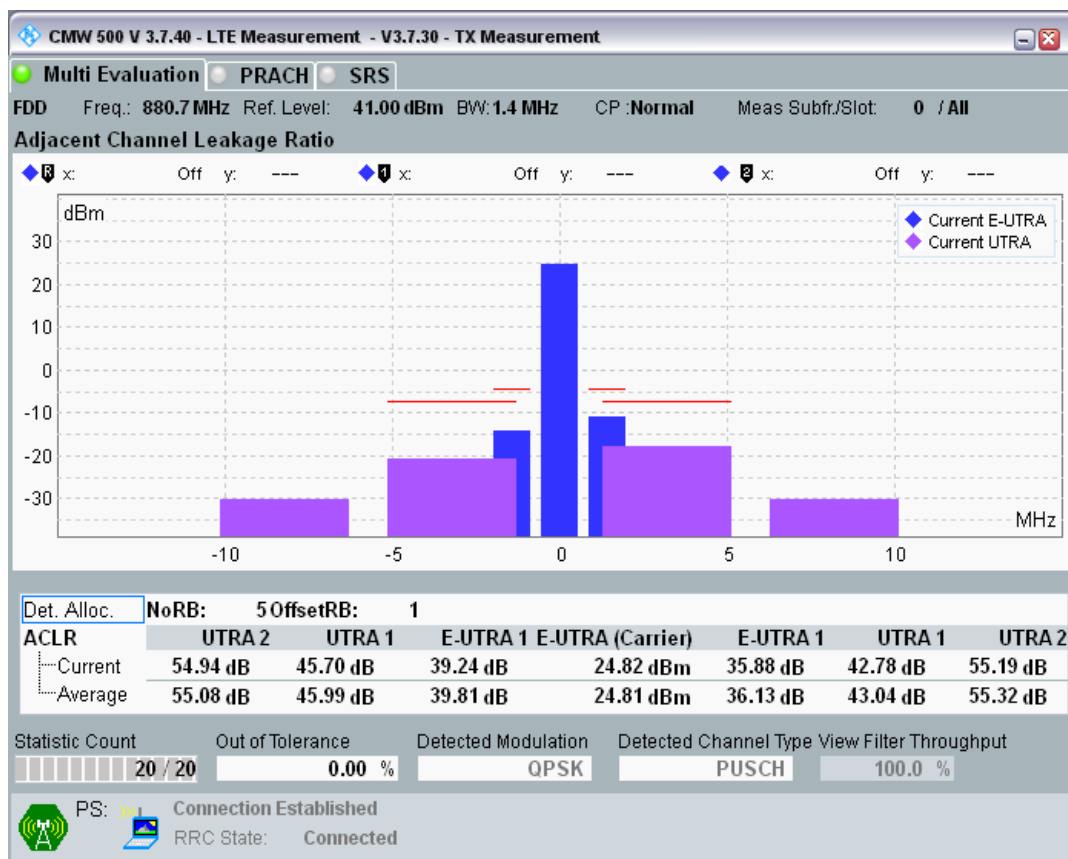 CMW 500 V 3.7.40 - LTE Measurement - V3.7.30 - TX Measurement
Multi Evaluation PRACH SRS
FDD Freq.: 880.7 MHz Ref. Level: 41.00 dBm BW: 1.4 MHz CP :Normal Meas Subfr./Slot: 0 / All
Adjacent Channel Leakage Ratio
R x: Off y: --- 1 x: Off y: --- 2 x: Off y: ---
dBm
Current E-UTRA
Current UTRA
30
20
10
0
-10
-20
-30
MHz
-10 -5 0 5 10
Det. Alloc. NoRB: 5 OffsetRB: 1
ACLR UTRA 2 UTRA 1 E-UTRA 1 E-UTRA (Carrier) E-UTRA 1 UTRA 1 UTRA 2
Current 54.94 dB 45.70 dB 39.24 dB 24.82 dBm 35.88 dB 42.78 dB 55.19 dB
Average 55.08 dB 45.99 dB 39.81 dB 24.81 dBm 36.13 dB 43.04 dB 55.32 dB
Statistic Count Out of Tolerance Detected Modulation Detected Channel Type View Filter Throughput
20 / 20 0.00 % QPSK PUSCH 100.0 %
PS: Connection Established
RRC State: Connected